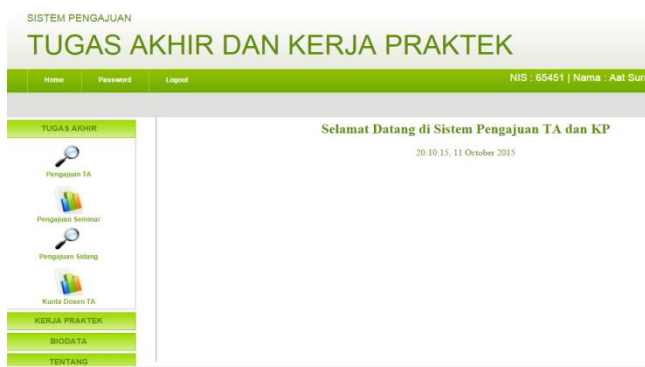 SISTEM PENGAJUAN
TUGAS AKHIR DAN KERJA PRAKTEK
Home Password Logout NIS : 65451 | Nama : Aat Sur
TUGAS AKHIR
Pengajuan TA
Pengajuan Seminar
Pengajuan Sidang
Kuota Dosen TA
KERJA PRAKTEK
BIODATA
TENTANG
Selamat Datang di Sistem Pengajuan TA dan KP
20:10:15, 11 October 2015